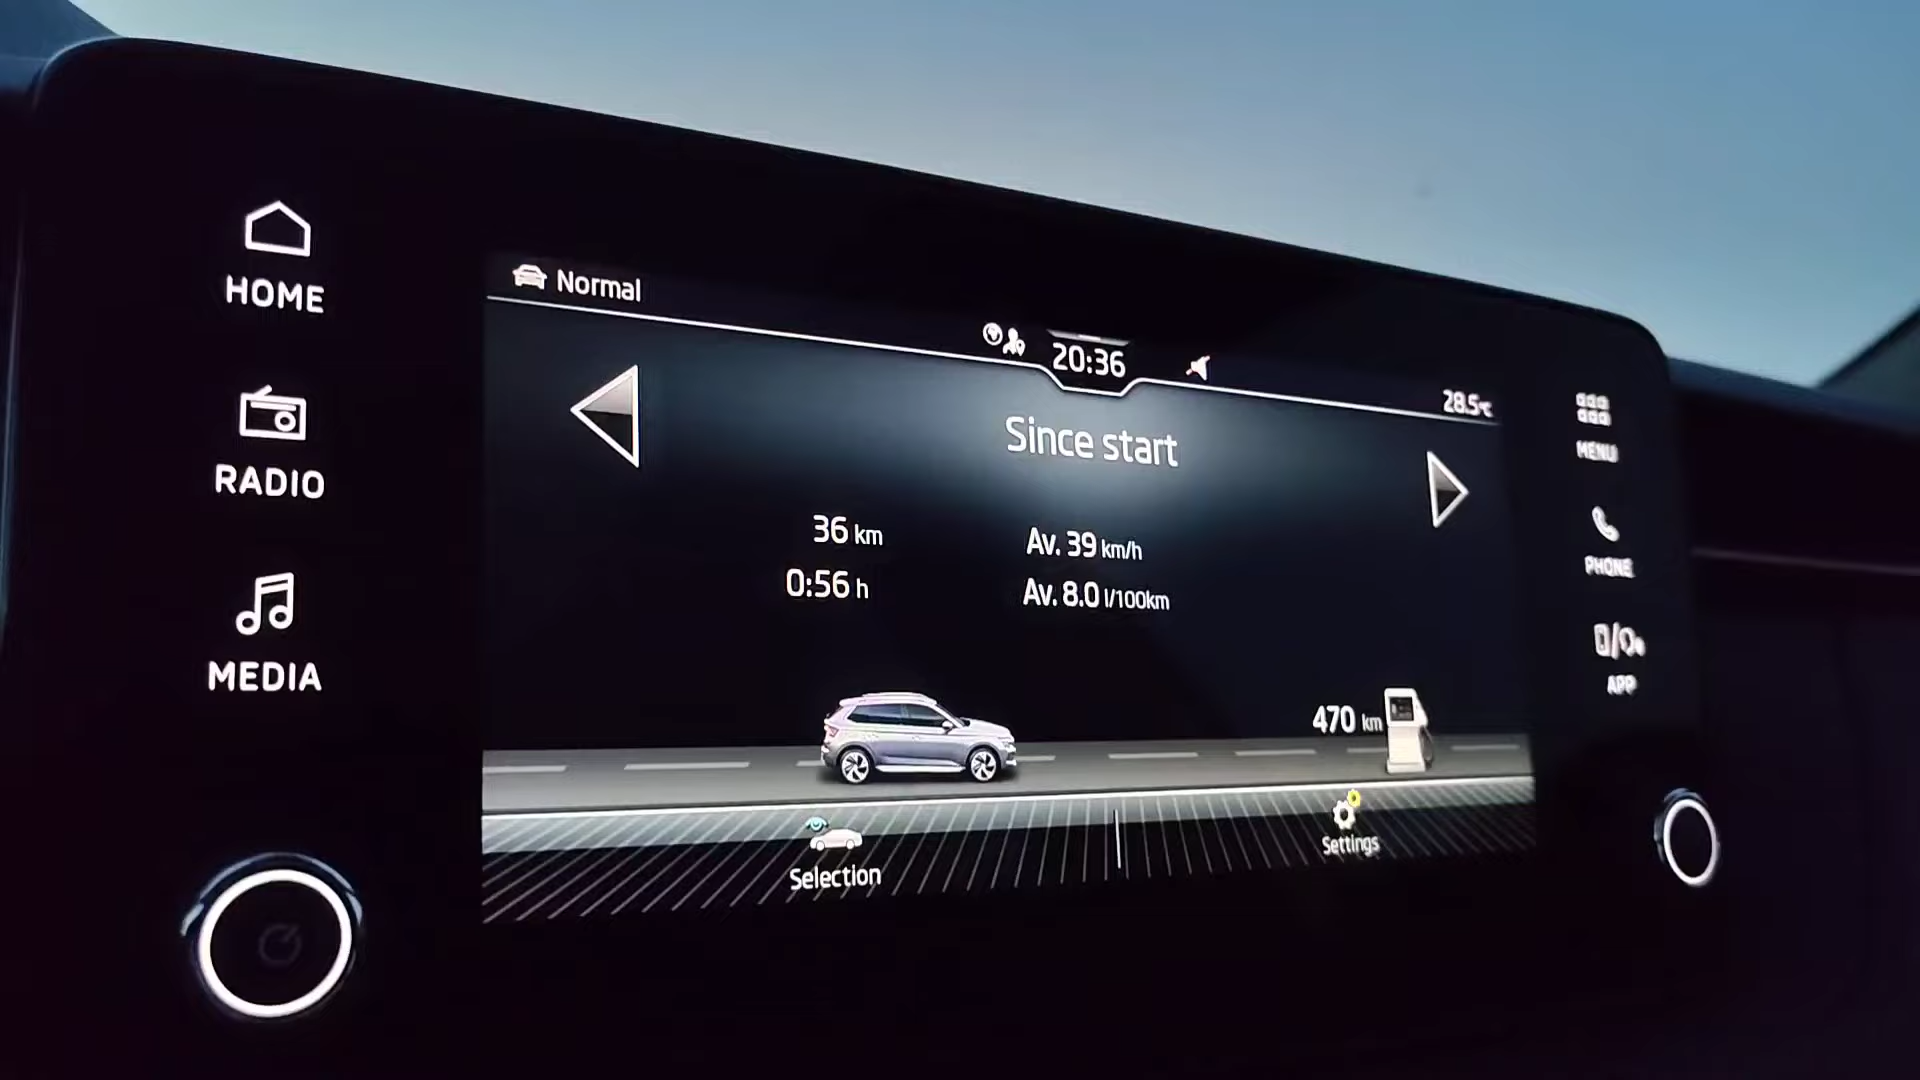 HOME
RADIO
MEDIA
Normal
20:36
28.5°C
Since start
36 km
0:56 h
Av. 39 km/h
Av. 8.0 l/100km
470 km
Selection
Settings
MENU
PHONE
APP